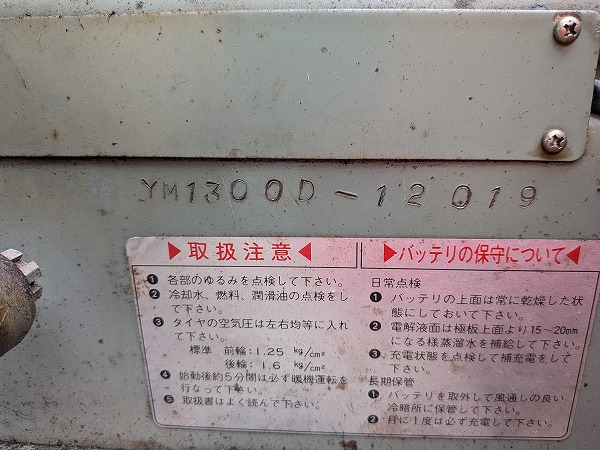 YM1300D-12019
▶取扱注意◀
❶ 各部のゆるみを点検して下さい。
❷ 冷却水、燃料、潤滑油の点検をし
て下さい。
❸ タイヤの空気圧は左右均等に入れ
て下さい。
標準 前輪:1.25 kg/cm²
後輪:1.6 kg/cm²
❹ 始動後約5分間は必ず暖機運転を
行なって下さい。
❺ 取扱書はよく読んで下さい。
▶バッテリの保守について◀
日常点検
❶ バッテリの上面は常に乾燥した状
態にしておいて下さい。
❷ 電解液面は極板上面より15~20mm
になる様蒸溜水を補給して下さい。
❸ 充電状態を点検して補充電をして
下さい。
長期保管
❶ バッテリを取外して風通しの良い
冷暗所に保管して下さい。
❷ 月に1度は必ず充電して下さい。